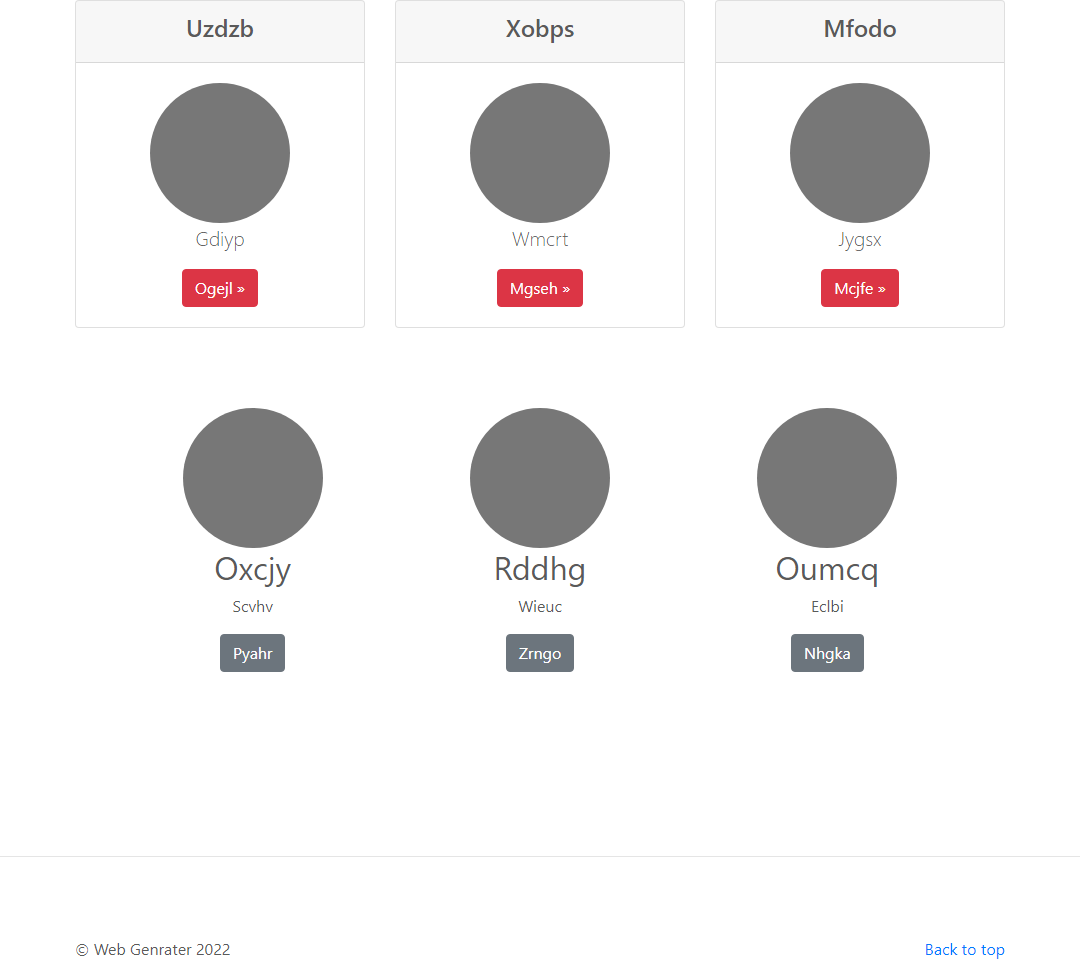 Uzdzb
Xobps
Mfodo
Gdiyp
Wmcrt
Jygsx
Ogejl »
Mgseh »
Mcjfe »
Oxcjy
Rddhg
Oumcq
Scvhv
Wieuc
Eclbi
Pyahr
Zrngo
Nhgka
© Web Genrater 2022
Back to top